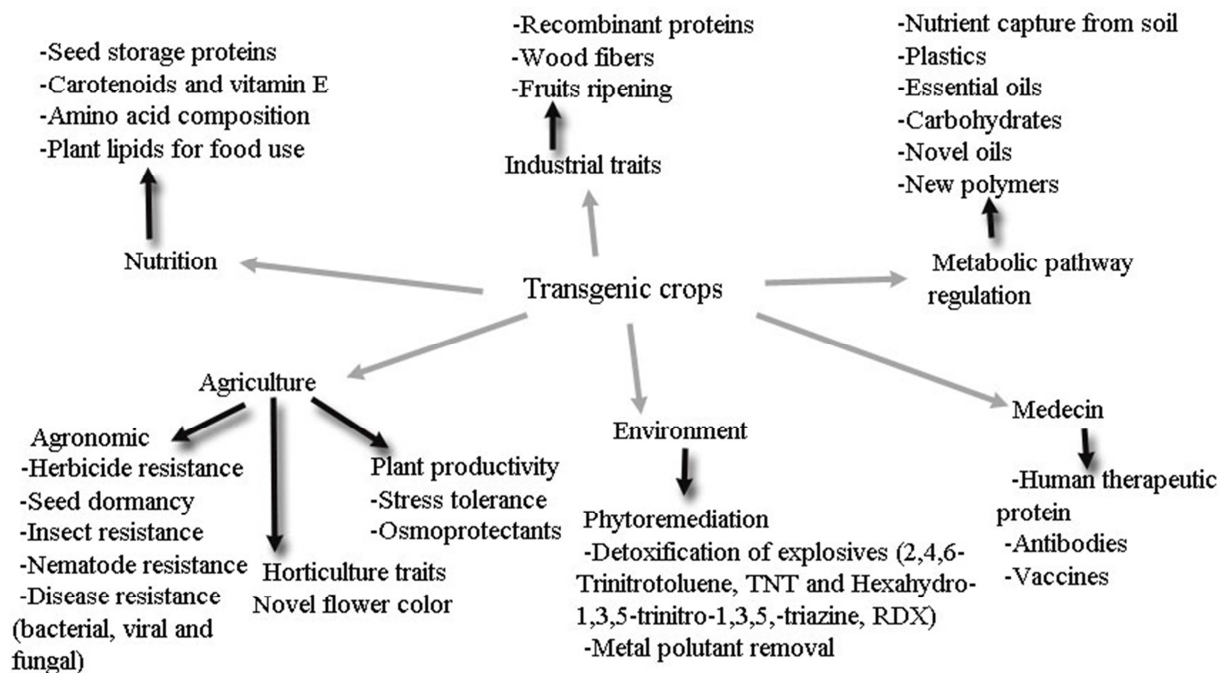 -Seed storage proteins
-Carotenoids and vitamin E
-Amino acid composition
-Plant lipids for food use
Nutrition
-Recombinant proteins
-Wood fibers
-Fruits ripening
Industrial traits
-Nutrient capture from soil
-Plastics
-Essential oils
-Carbohydrates
-Novel oils
-New polymers
Metabolic pathway
regulation
Transgenic crops
Agriculture
Agronomic
-Herbicide resistance
-Seed dormancy
-Insect resistance
-Nematode resistance
-Disease resistance
(bacterial, viral and
fungal)
Horticulture traits
Novel flower color
Plant productivity
-Stress tolerance
-Osmoprotectants
Environment
Phytoremediation
-Detoxification of explosives (2,4,6-
Trinitrotoluene, TNT and Hexahydro-
1,3,5-trinitro-1,3,5,-triazine, RDX)
-Metal polutant removal
Medecin
-Human therapeutic
protein
-Antibodies
-Vaccines